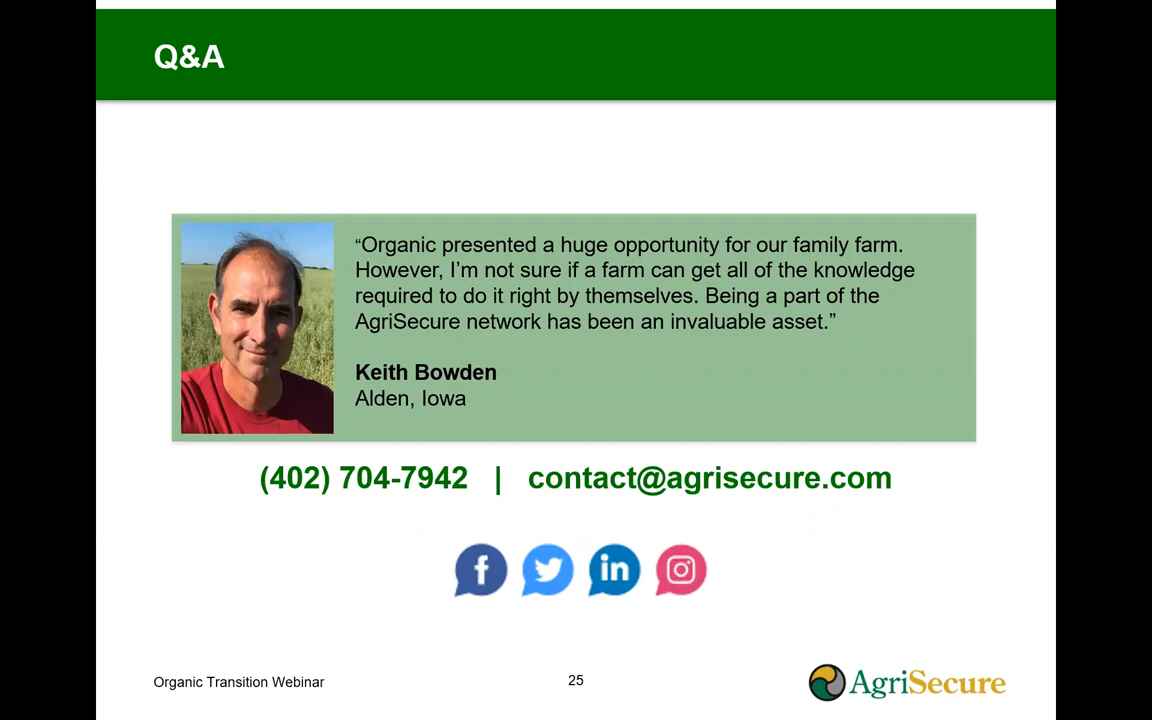 Q&A
“Organic presented a huge opportunity for our family farm.
However, I’m not sure if a farm can get all of the knowledge
required to do it right by themselves. Being a part of the
AgriSecure network has been an invaluable asset.”
Keith Bowden
Alden, Iowa
(402) 704-7942 | contact@agrisecure.com
f in
Organic Transition Webinar 25 AgriSecure